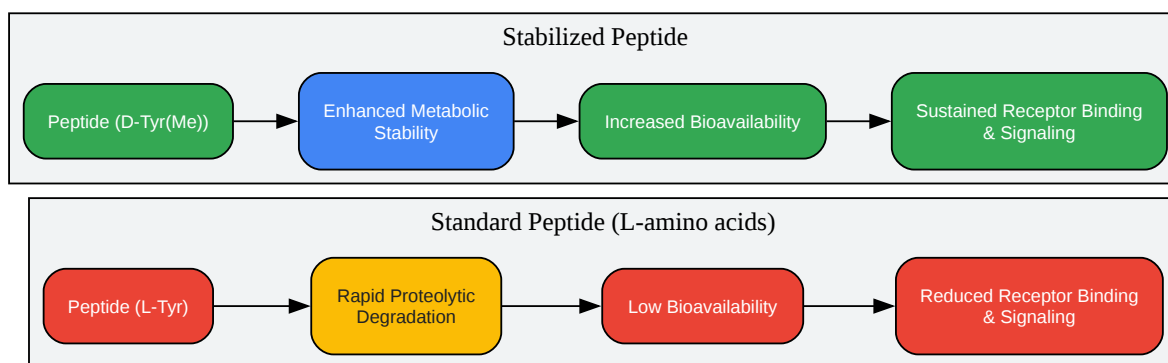 Stabilized Peptide
Peptide (D-Tyr(Me))
Enhanced Metabolic
Stability
Increased Bioavailability
Sustained Receptor Binding
& Signaling
Standard Peptide (L-amino acids)
Peptide (L-Tyr)
Rapid Proteolytic
Degradation
Low Bioavailability
Reduced Receptor Binding
& Signaling